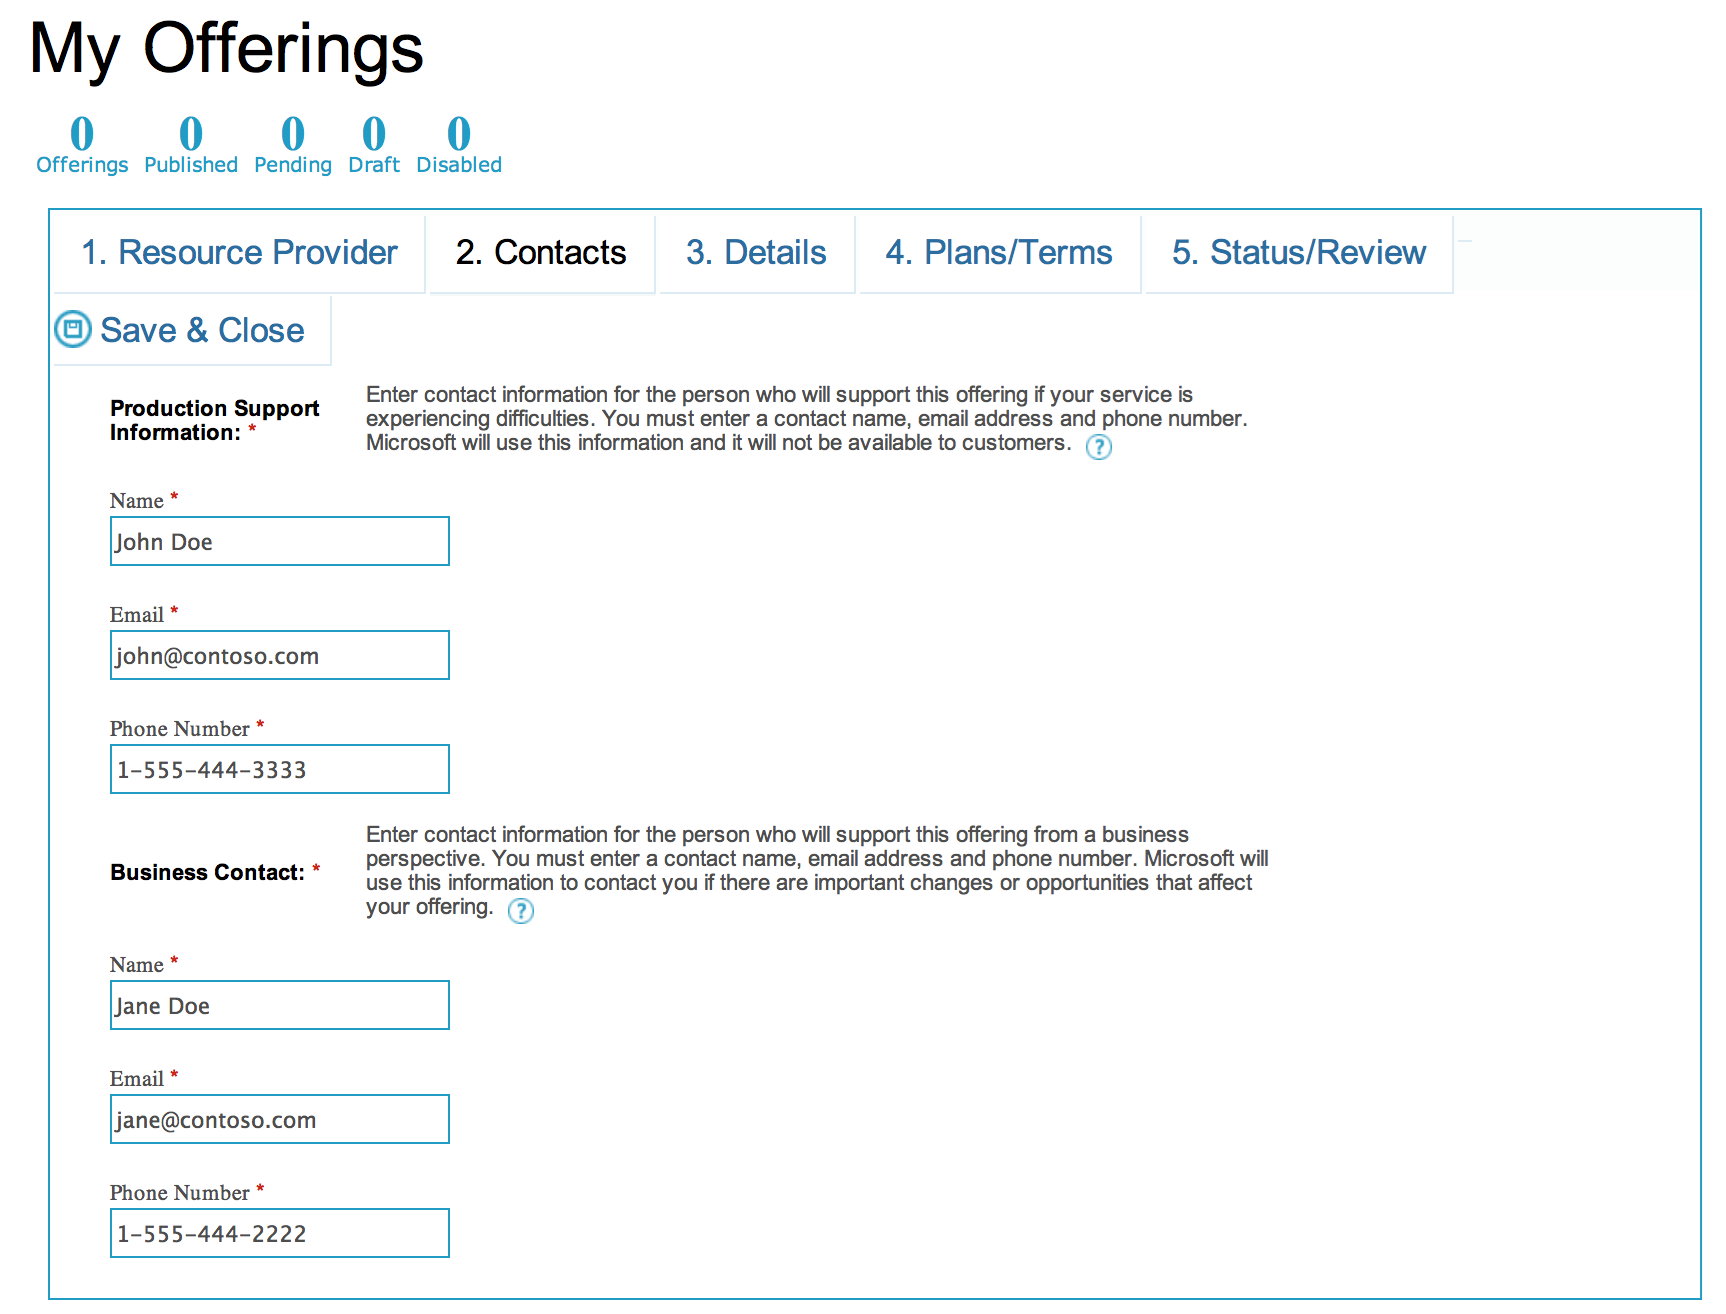 My Offerings
0 0 0 0 0
Offerings Published Pending Draft Disabled
1. Resource Provider 2. Contacts 3. Details 4. Plans/Terms 5. Status/Review
Save & Close
Production Support
Information: *
Enter contact information for the person who will support this offering if your service is
experiencing difficulties. You must enter a contact name, email address and phone number.
Microsoft will use this information and it will not be available to customers. ?
Name *
John Doe
Email *
john@contoso.com
Phone Number *
1-555-444-3333
Business Contact: *
Enter contact information for the person who will support this offering from a business
perspective. You must enter a contact name, email address and phone number. Microsoft will
use this information to contact you if there are important changes or opportunities that affect
your offering. ?
Name *
Jane Doe
Email *
jane@contoso.com
Phone Number *
1-555-444-2222